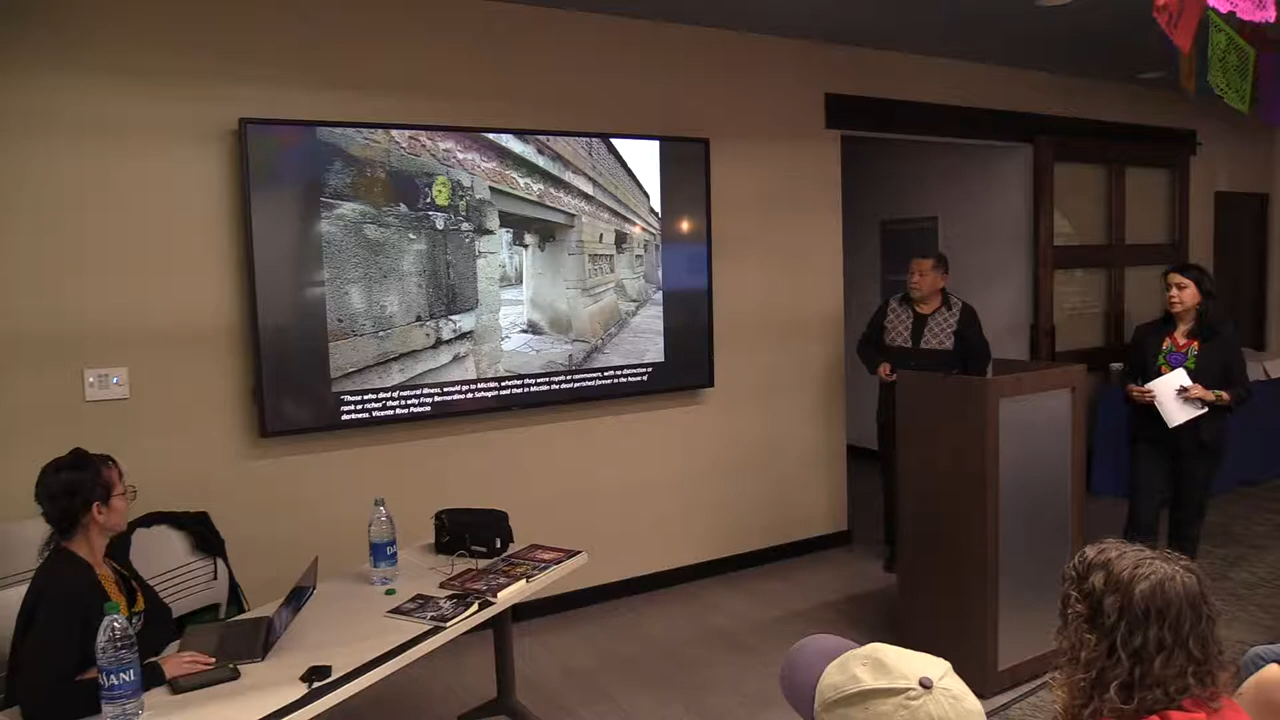 "Those who died of natural illness, would go to Mictlán, whether they were royals or commoners, with no distinction or
rank or riches" that is why Fray Bernardino de Sahagún said that in Mictlán the dead perished forever in the house of
darkness. Vicente Riva Palacio
DA
ASANI